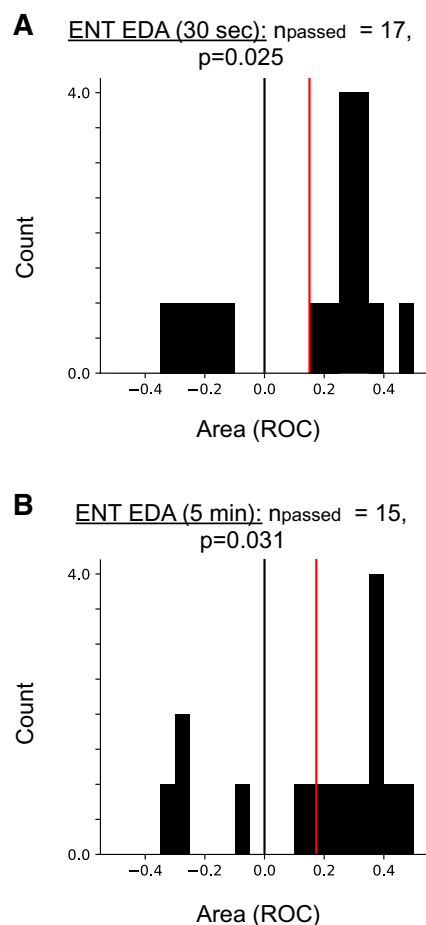 A
ENT EDA (30 sec): npassed = 17,
p=0.025
4.0
Count
0.0
−0.4 −0.2 0.0 0.2 0.4
Area (ROC)
B
ENT EDA (5 min): npassed = 15,
p=0.031
4.0
Count
0.0
−0.4 −0.2 0.0 0.2 0.4
Area (ROC)